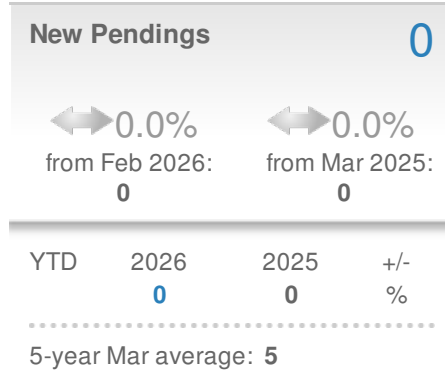 New Pendings 0
0.0% 0.0%
from Feb 2026: from Mar 2025:
0 0
YTD 2026 2025 +/-
0 0 %
5-year Mar average: 5